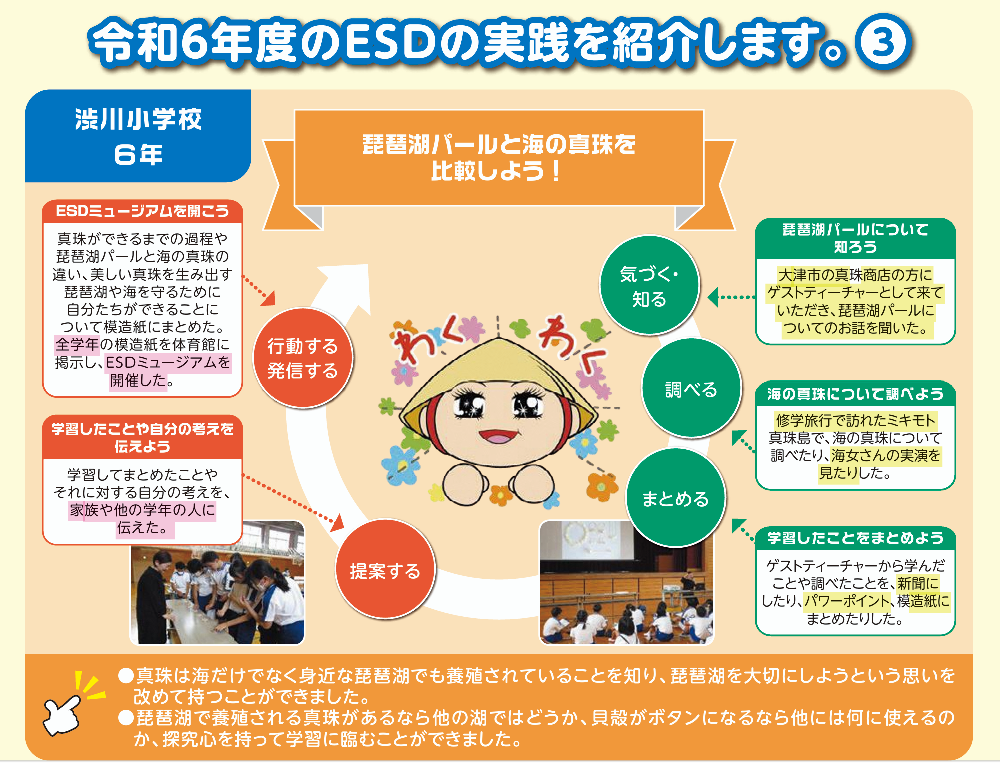 令和6年度のESDの実践を紹介します。③
渋川小学校
6年
琵琶湖パールと海の真珠を
比較しよう！
ESDミュージアムを開こう
真珠ができるまでの過程や
琵琶湖パールと海の真珠の
違い、美しい真珠を生み出す
琵琶湖や海を守るために
自分たちができることに
ついて模造紙にまとめた。
全学年の模造紙を体育館に
掲示し、ESDミュージアムを
開催した。
学習したことや自分の考えを
伝えよう
学習してまとめたことや
それに対する自分の考えを、
家族や他の学年の人に
伝えた。
行動する
発信する
提案する
わく
わく
気づく・
知る
調べる
まとめる
琵琶湖パールについて
知ろう
大津市の真珠商店の方に
ゲストティーチャーとして来て
いただき、琵琶湖パールに
ついてのお話を聞いた。
海の真珠について調べよう
修学旅行で訪れたミキモト
真珠島で、海の真珠について
調べたり、海女さんの実演を
見たりした。
学習したことをまとめよう
ゲストティーチャーから学んだ
ことや調べたことを、新聞に
したり、パワーポイント、模造紙に
まとめたりした。
●真珠は海だけでなく身近な琵琶湖でも養殖されていることを知り、琵琶湖を大切にしようという思いを
改めて持つことができました。
●琵琶湖で養殖される真珠があるなら他の湖ではどうか、貝殻がボタンになるなら他には何に使えるの
か、探究心を持って学習に臨むことができました。